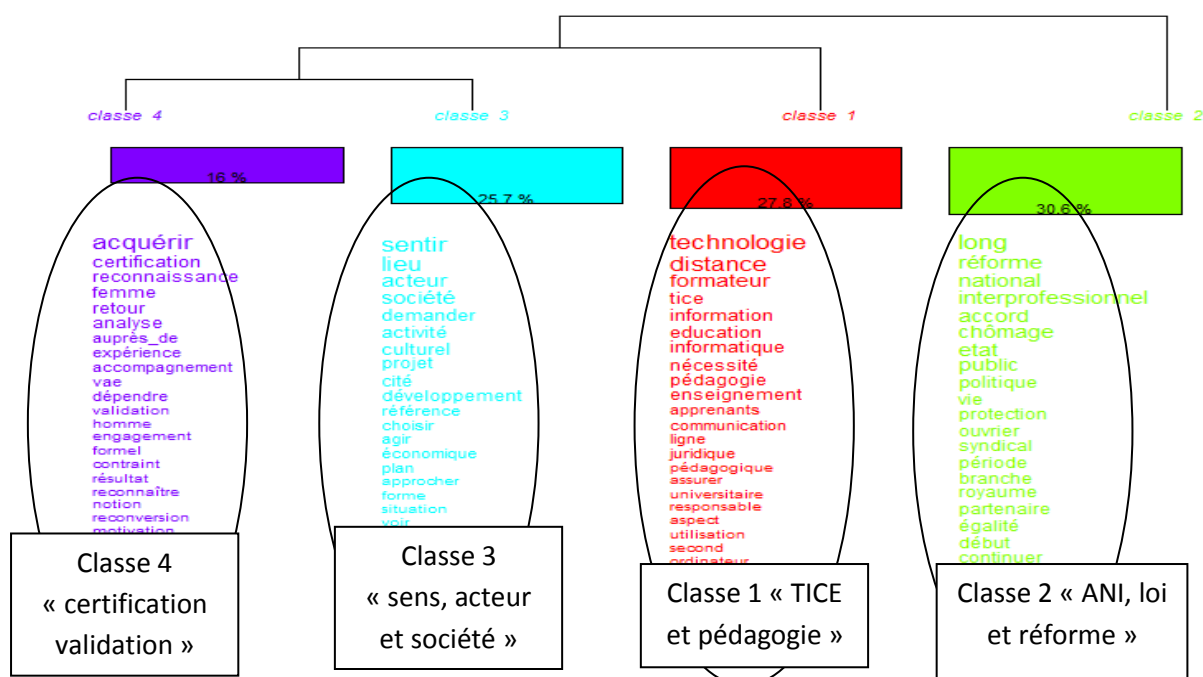 classe 4
classe 3
classe 1
classe 2
16 %
25.7 %
27.8 %
30.6 %
acquérir
certification
reconnaissance
femme
retour
analyse
auprès_de
expérience
accompagnement
vae
dépendre
validation
homme
engagement
formel
contraint
résultat
reconnaître
notion
reconversion
motivation
Classe 4
« certification
validation »
sentir
lieu
acteur
société
demander
activité
culturel
projet
cité
développement
référence
choisir
agir
économique
plan
approcher
forme
situation
voir
Classe 3
« sens, acteur
et société »
technologie
distance
formateur
tice
information
education
informatique
nécessité
pédagogie
enseignement
apprenants
communication
ligne
juridique
pédagogique
assurer
universitaire
responsable
aspect
utilisation
second
ordinateur
Classe 1 « TICE
et pédagogie »
long
réforme
national
interprofessionnel
accord
chômage
etat
public
politique
vie
protection
ouvrier
syndical
période
branche
royaume
partenaire
égalité
début
continuer
Classe 2 « ANI, loi
et réforme »